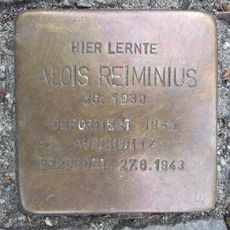 HIER LERNTE
ALOIS REIMINIUS
JG. 1930
DEPORTIERT
AUSCHWITZ
ERMORDET 27.8.1943